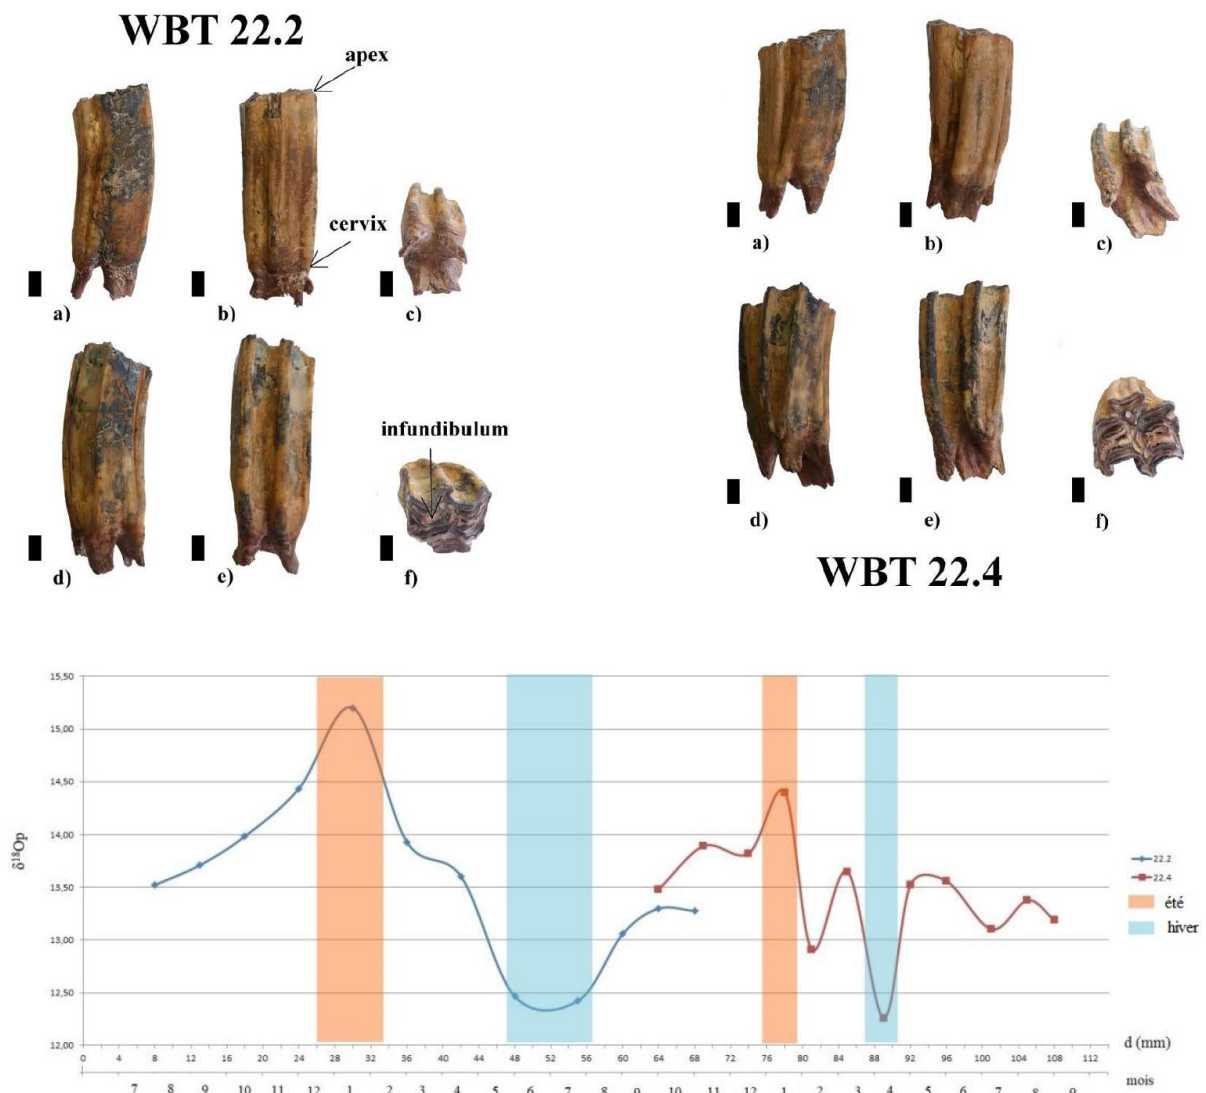 WBT 22.2
apex
cervix
a)
b)
c)
infundibulum
d)
e)
f)
a)
b)
c)
d)
e)
f)
WBT 22.4
15,50
15,00
14,50
14,00
13,50
13,00
12,50
12,00
δ¹⁸Op
22.2
22.4
été
hiver
0 4 8 12 16 20 24 28 32 36 40 44 48 52 56 60 64 68 72 76 80 84 88 92 96 100 104 108 112 d (mm)
7 8 9 10 11 12 1 2 3 4 5 6 7 8 9 10 11 12 1 2 3 4 5 6 7 8 9 mois